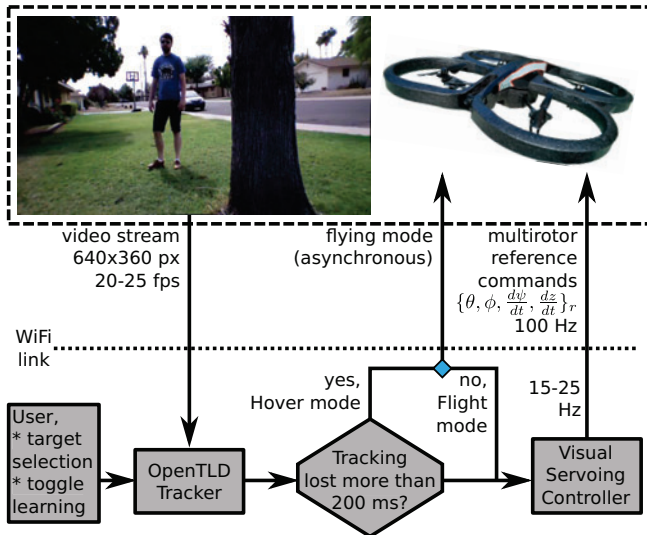 video stream
640x360 px
20-25 fps
flying mode
(asynchronous)
multirotor
reference
commands
{θ, ϕ, dψ/dt, dz/dt}r
100 Hz
WiFi
link
yes,
Hover mode
no,
Flight
mode
15-25
Hz
User,
* target
selection
* toggle
learning
OpenTLD
Tracker
Tracking
lost more than
200 ms?
Visual
Servoing
Controller